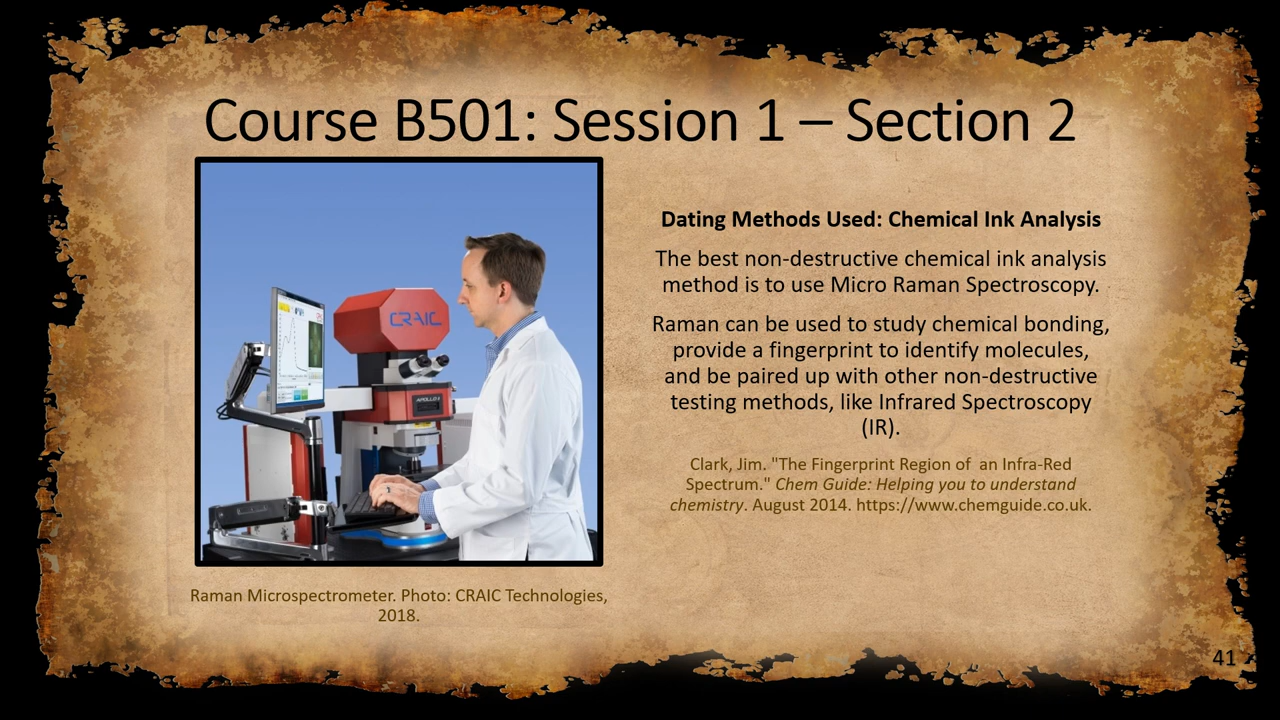 Course B501: Session 1 – Section 2
CRAIC
APOLLO II
Dating Methods Used: Chemical Ink Analysis
The best non-destructive chemical ink analysis
method is to use Micro Raman Spectroscopy.
Raman can be used to study chemical bonding,
provide a fingerprint to identify molecules,
and be paired up with other non-destructive
testing methods, like Infrared Spectroscopy
(IR).
Clark, Jim. "The Fingerprint Region of  an Infra-Red
Spectrum." Chem Guide: Helping you to understand
chemistry. August 2014. https://www.chemguide.co.uk.
Raman Microspectrometer. Photo: CRAIC Technologies,
2018.
41